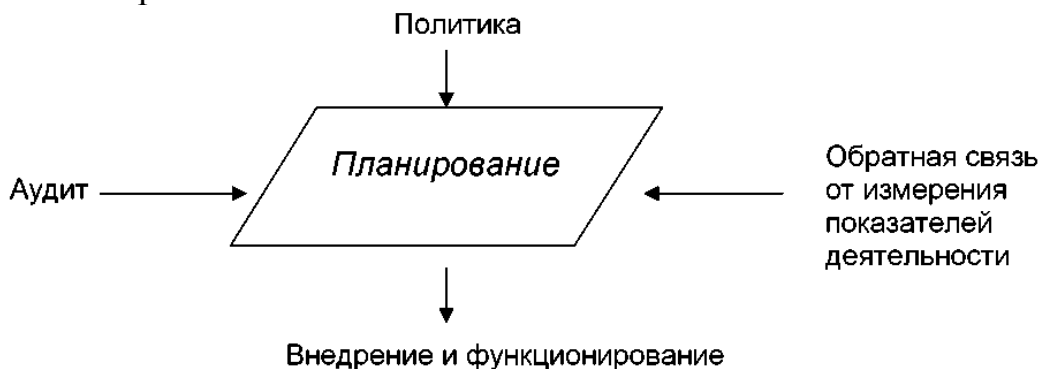 Политика
Планирование
Аудит
Обратная связь
от измерения
показателей
деятельности
Внедрение и функционирование